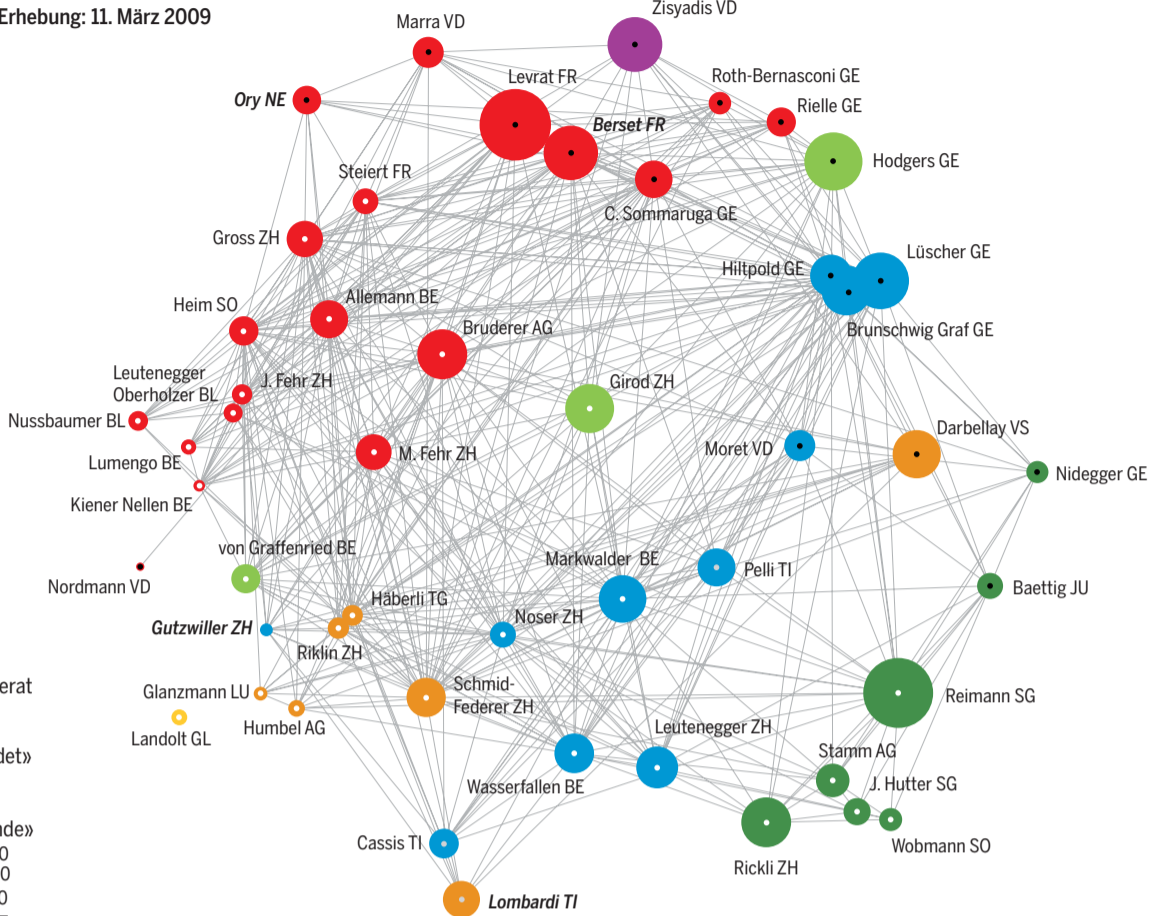 Erhebung: 11. März 2009
Zisyadis VD
Marra VD
Levrat FR
Roth-Bernasconi GE
Ory NE
Rielle GE
Berset FR
Hodgers GE
Steiert FR
C. Sommaruga GE
Gross ZH
Lüscher GE
Hiltpold GE
Heim SO
Allemann BE
Bruderer AG
Brunschwig Graf GE
Leutenegger
Oberholzer BL
J. Fehr ZH
Girod ZH
Nussbaumer BL
Darbellay VS
Moret VD
M. Fehr ZH
Lumengo BE
Nidegger GE
Kiener Nellen BE
von Graffenried BE
Markwalder BE
Pelli TI
Nordmann VD
Baettig JU
Häberli TG
Noser ZH
Gutzwiller ZH
Riklin ZH
erat
Glanzmann LU
Schmid-
Federer ZH
Reimann SG
Humbel AG
Landolt GL
Leutenegger ZH
det»
Stamm AG
Wasserfallen BE
J. Hutter SG
nde»
Cassis TI
Wobmann SO
0
0
Rickli ZH
0
Lombardi TI